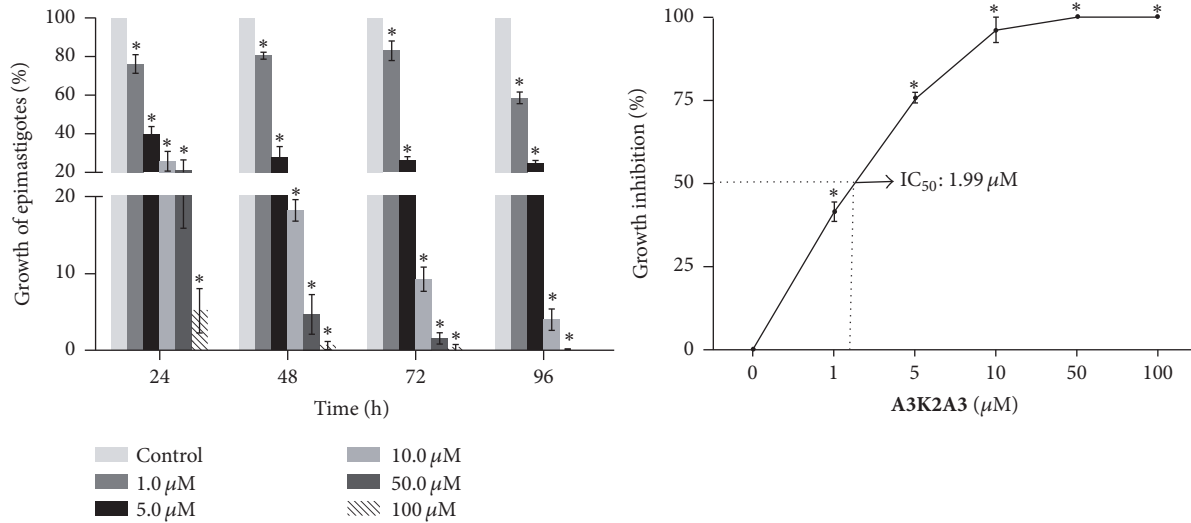 100
80
60
40
20
20
10
0
Growth of epimastigotes (%)
* * * * *
* * * * *
* * * * *
* * * *
24 48 72 96
Time (h)
Control
1.0 μM
5.0 μM
10.0 μM
50.0 μM
100 μM
100
75
50
25
0
Growth inhibition (%)
* * * * *
IC50: 1.99 μM
0 1 5 10 50 100
A3K2A3 (μM)